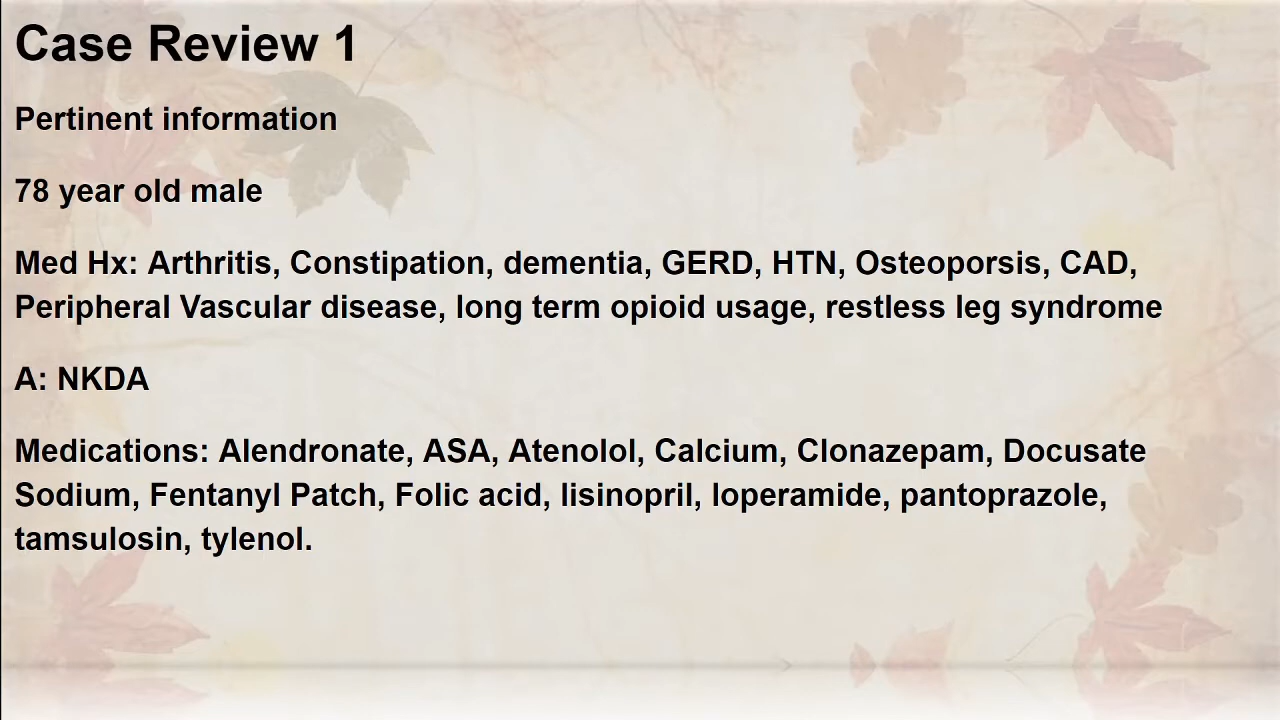 Case Review 1
Pertinent information
78 year old male
Med Hx: Arthritis, Constipation, dementia, GERD, HTN, Osteoporsis, CAD,
Peripheral Vascular disease, long term opioid usage, restless leg syndrome
A: NKDA
Medications: Alendronate, ASA, Atenolol, Calcium, Clonazepam, Docusate
Sodium, Fentanyl Patch, Folic acid, lisinopril, loperamide, pantoprazole,
tamsulosin, tylenol.